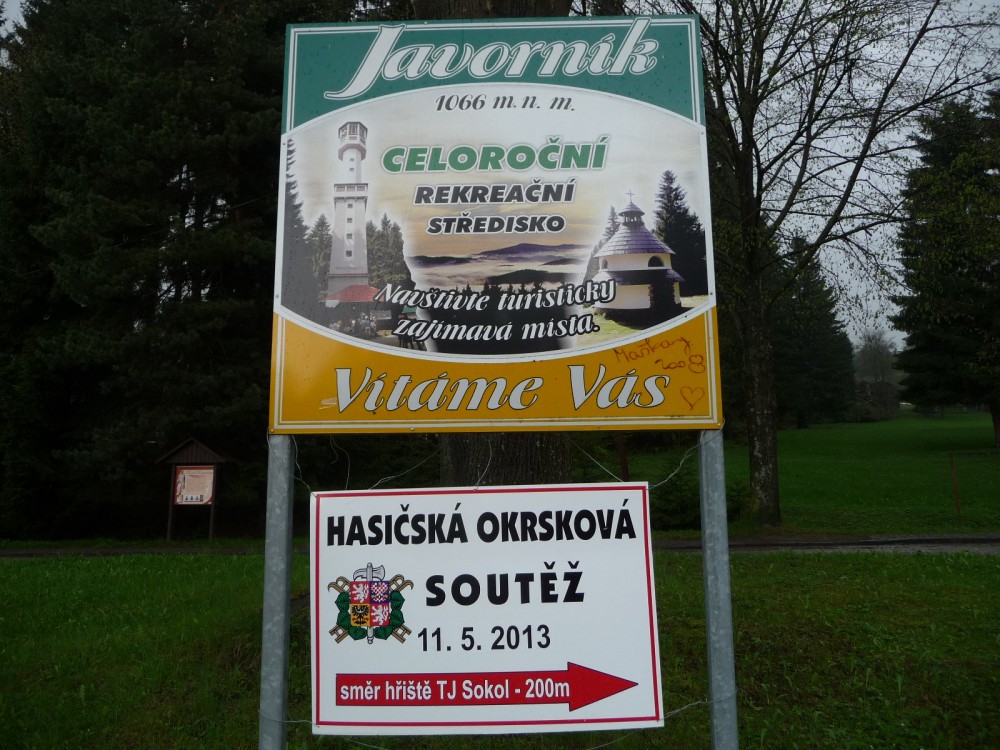 Javorník
1066 m. n. m.
CELOROČNÍ
REKREAČNÍ
STŘEDISKO
Navštivte turisticky
zajímavá místa.
2008
Vítáme Vás
HASIČSKÁ OKRSKOVÁ
SOUTĚŽ
11. 5. 2013
směr hřiště TJ Sokol - 200m